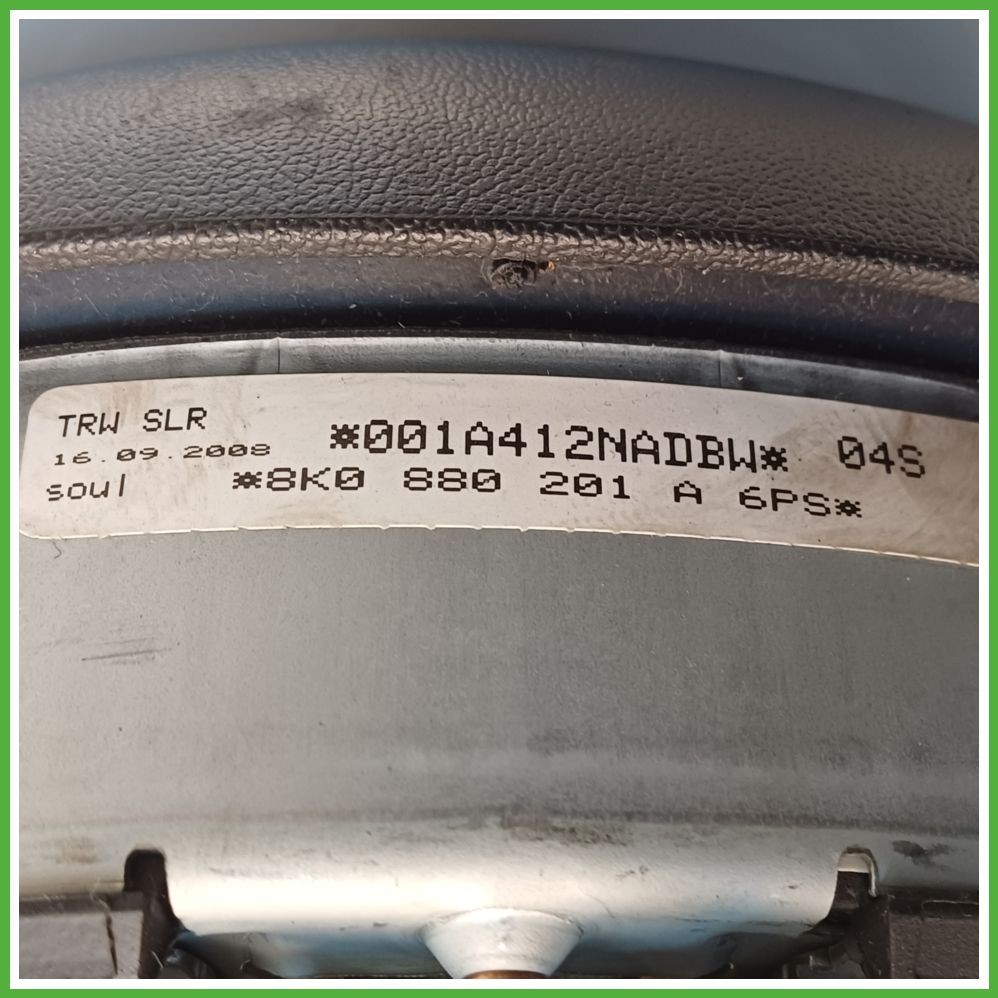 TRW SLR *001A412NADBW* 04S
16.09.2008
soul *8K0 880 201 A 6PS*